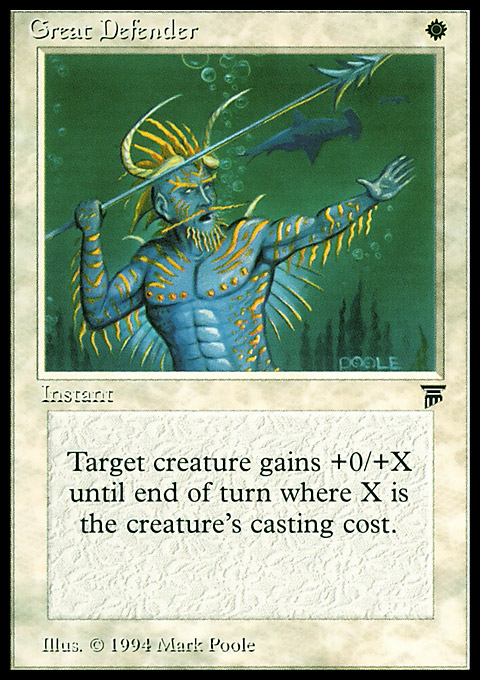 Great Defender
POOLE
Instant
Target creature gains +0/+X
until end of turn where X is
the creature's casting cost.
Illus. © 1994 Mark Poole